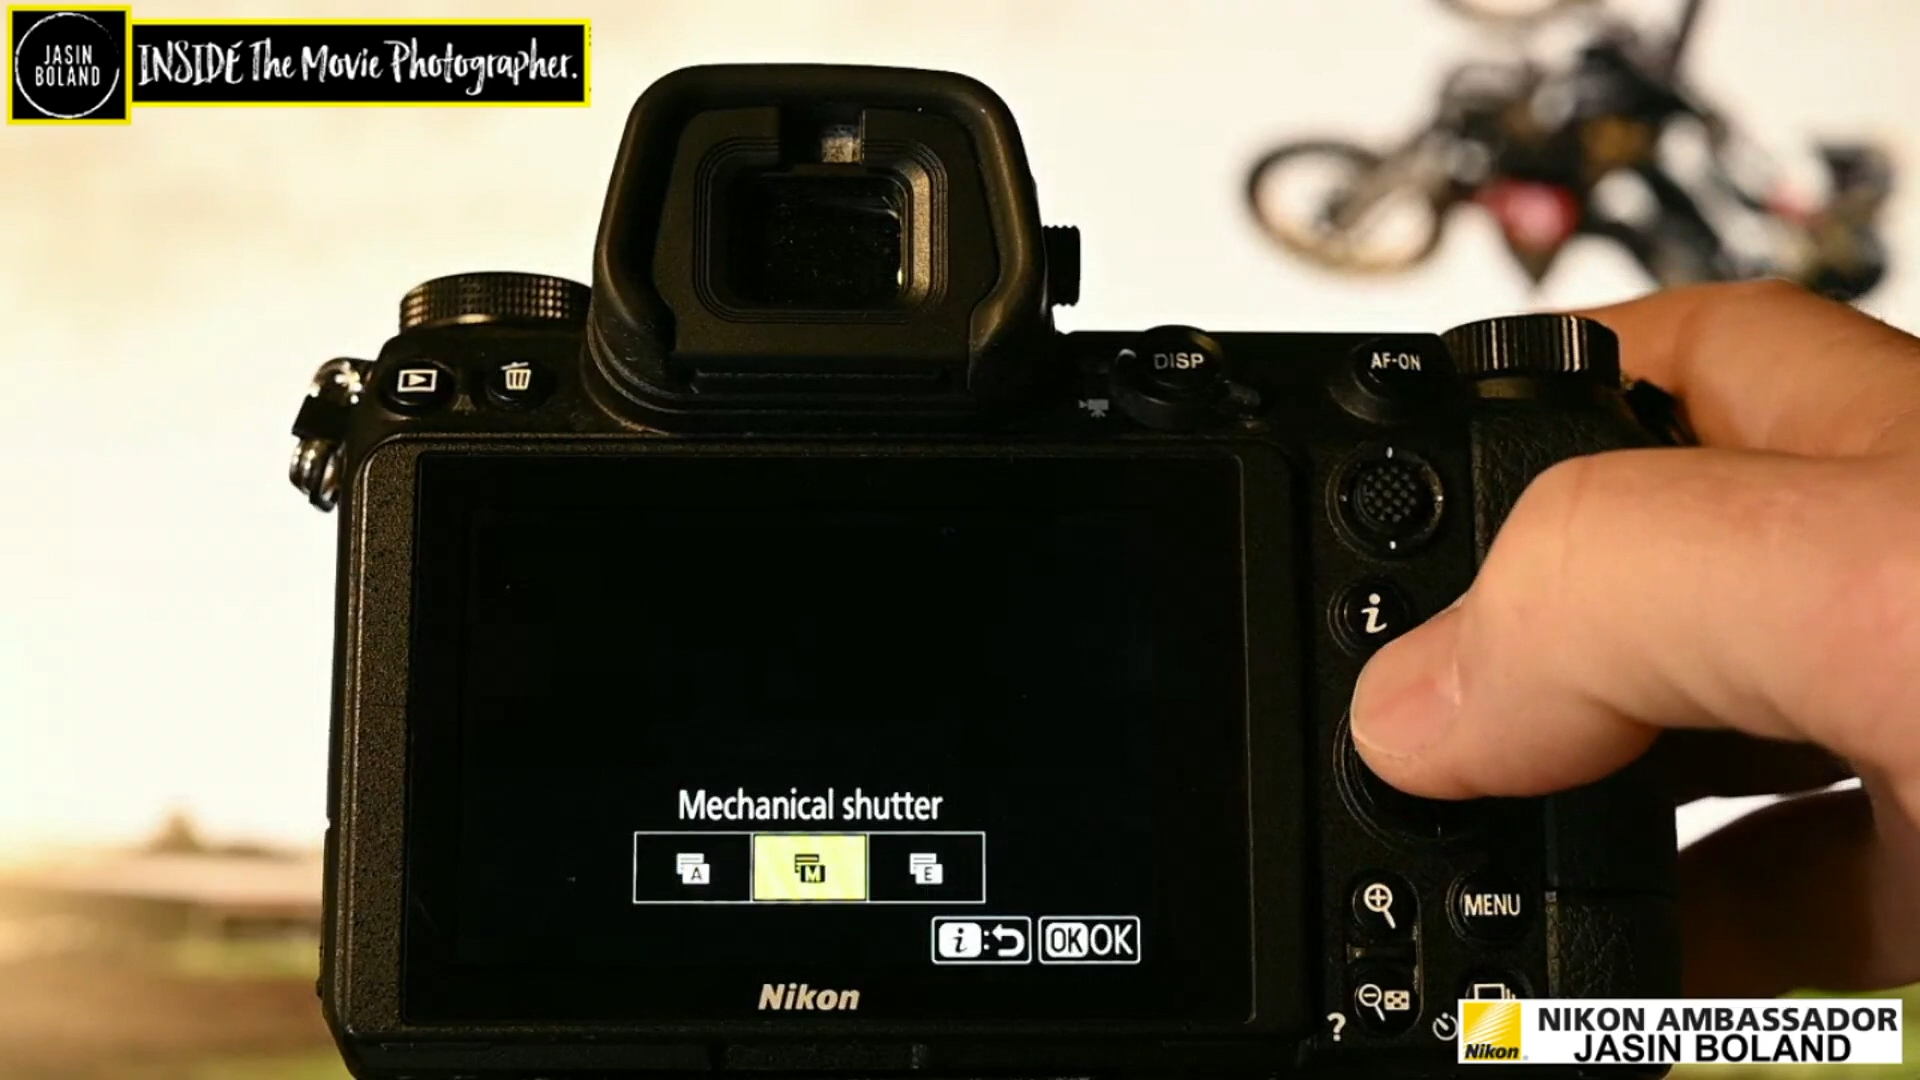 JASIN
BOLAND
INSIDE The Movie Photographer.
DISP
AF-ON
i
Mechanical shutter
A
M
E
i:
OK OK
MENU
Nikon
?
Nikon
NIKON AMBASSADOR
JASIN BOLAND